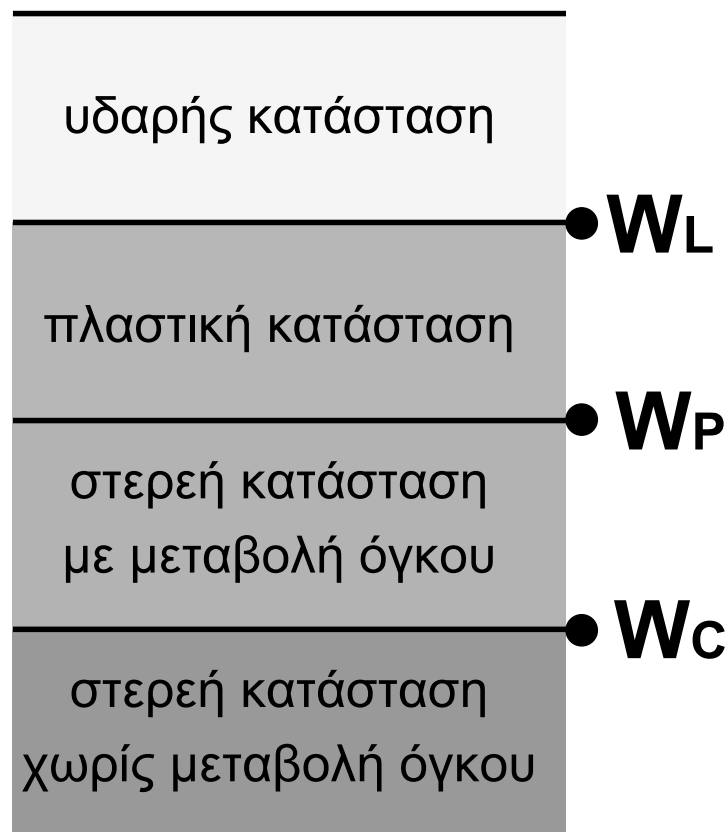 υδαρής κατάσταση
WL
πλαστική κατάσταση
WP
στερεή κατάσταση
με μεταβολή όγκου
WC
στερεή κατάσταση
χωρίς μεταβολή όγκου